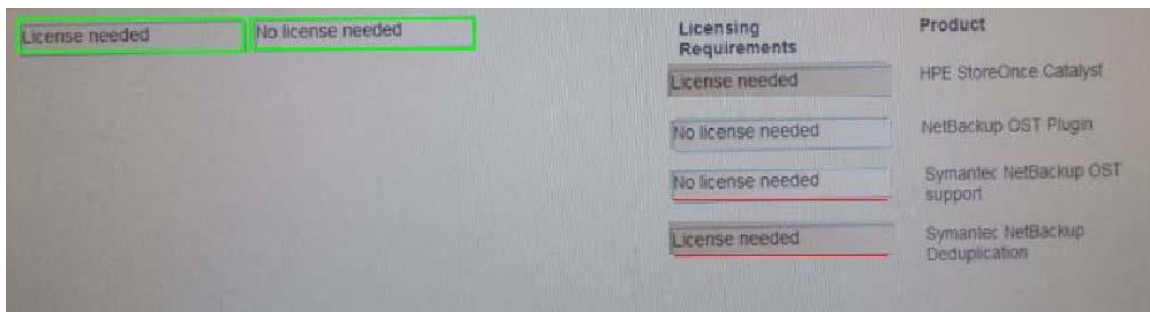 License needed
No license needed
Licensing
Requirements
Product
License needed
HPE StoreOnce Catalyst
No license needed
NetBackup OST Plugin
No license needed
Symantec NetBackup OST
support
License needed
Symantec NetBackup
Deduplication